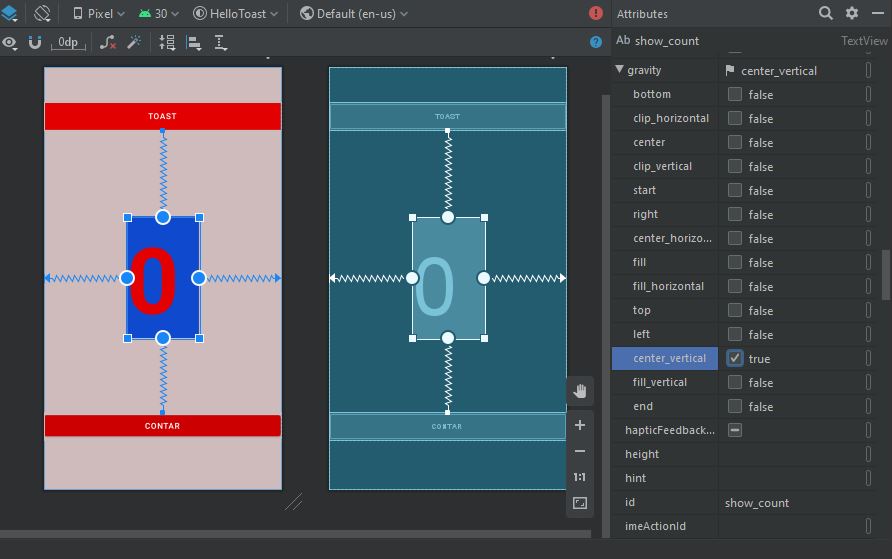 Pixel 30 HelloToast Default (en-us)
Attributes
0dp
Ab show_count TextView
gravity center_vertical
bottom false
clip_horizontal false
center false
clip_vertical false
start false
right false
center_horizo... false
fill false
fill_horizontal false
top false
left false
center_vertical true
fill_vertical false
end false
hapticFeedback...
height
hint
id show_count
imeActionId
TOAST
0
CONTAR
TOAST
0
CONTAR
1:1